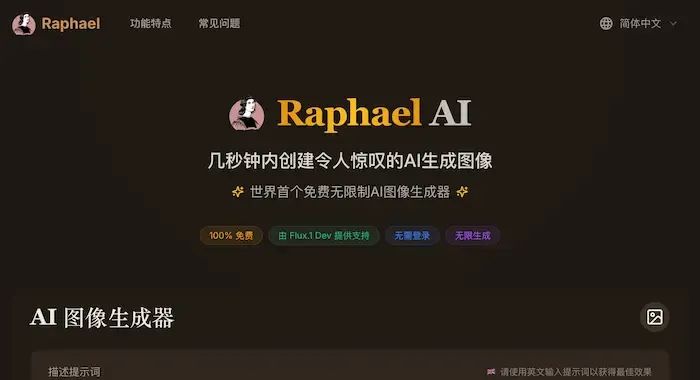 Raphael 功能特点 常见问题 简体中文
Raphael AI
几秒钟内创建令人惊叹的AI生成图像
世界首个免费无限制AI图像生成器
100% 免费 由 Flux.1 Dev 提供支持 无需登录 无限生成
AI 图像生成器
描述提示词 请使用英文输入提示词以获得最佳效果